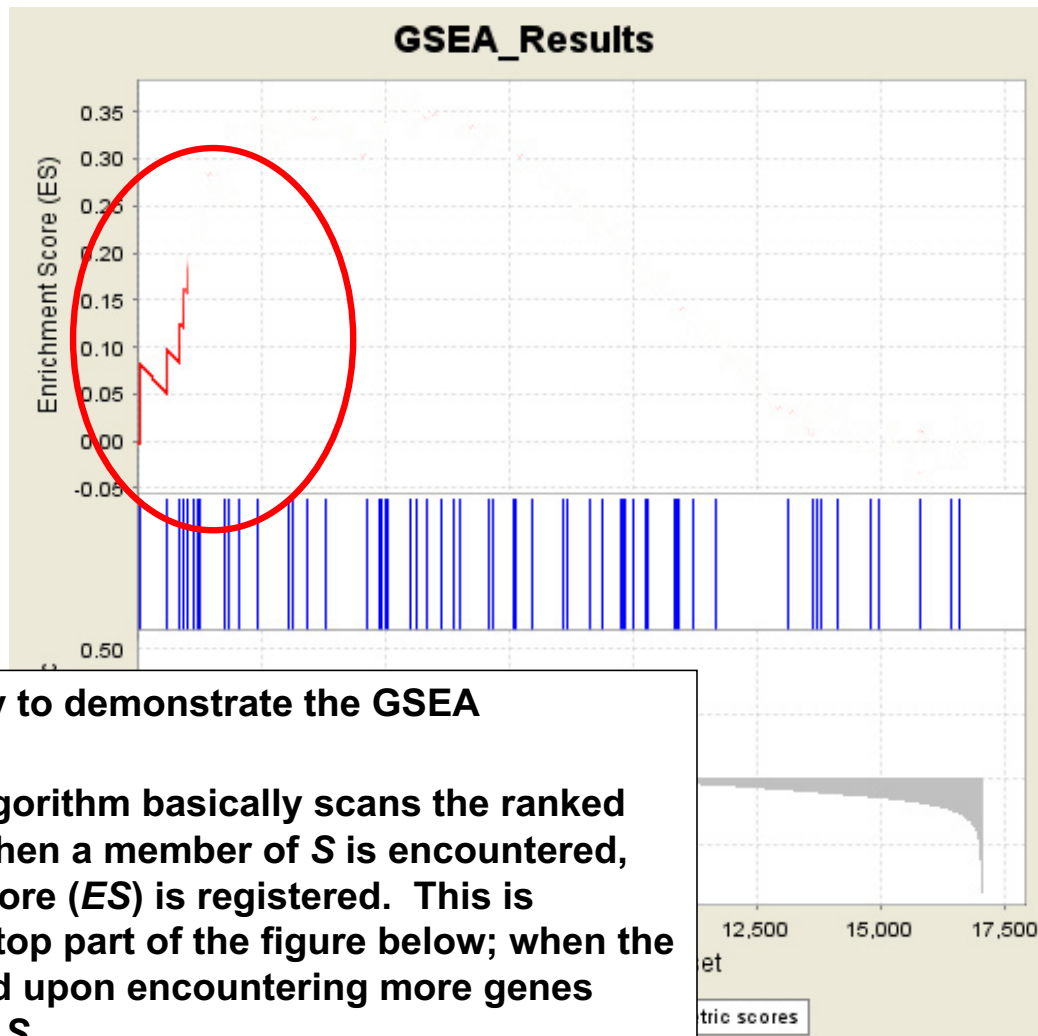 GSEA_Results
Enrichment Score (ES)
0.35
0.30
0.25
0.20
0.15
0.10
0.05
0.00
-0.05
0.50
to demonstrate the GSEA
gorithm basically scans the ranked
hen a member of S is encountered,
ore (ES) is registered. This is
top part of the figure below; when the
d upon encountering more genes
S
12,500 15,000 17,500
et
tric scores